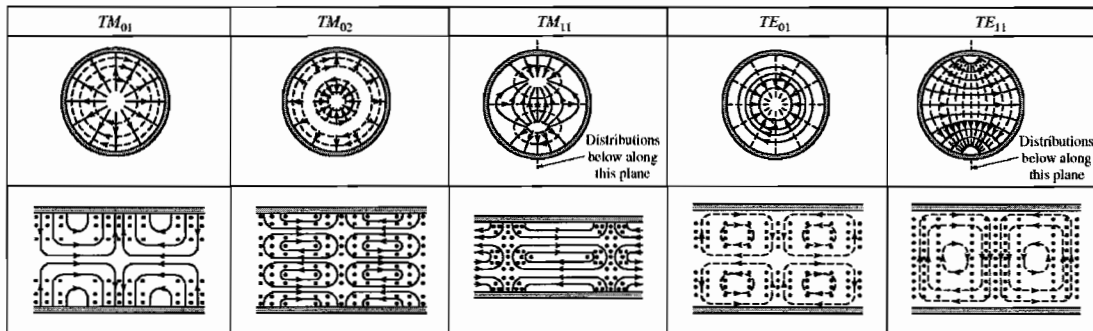 TM01 TM02 TM11 TE01 TE11
Distributions
below along
this plane
Distributions
below along
this plane